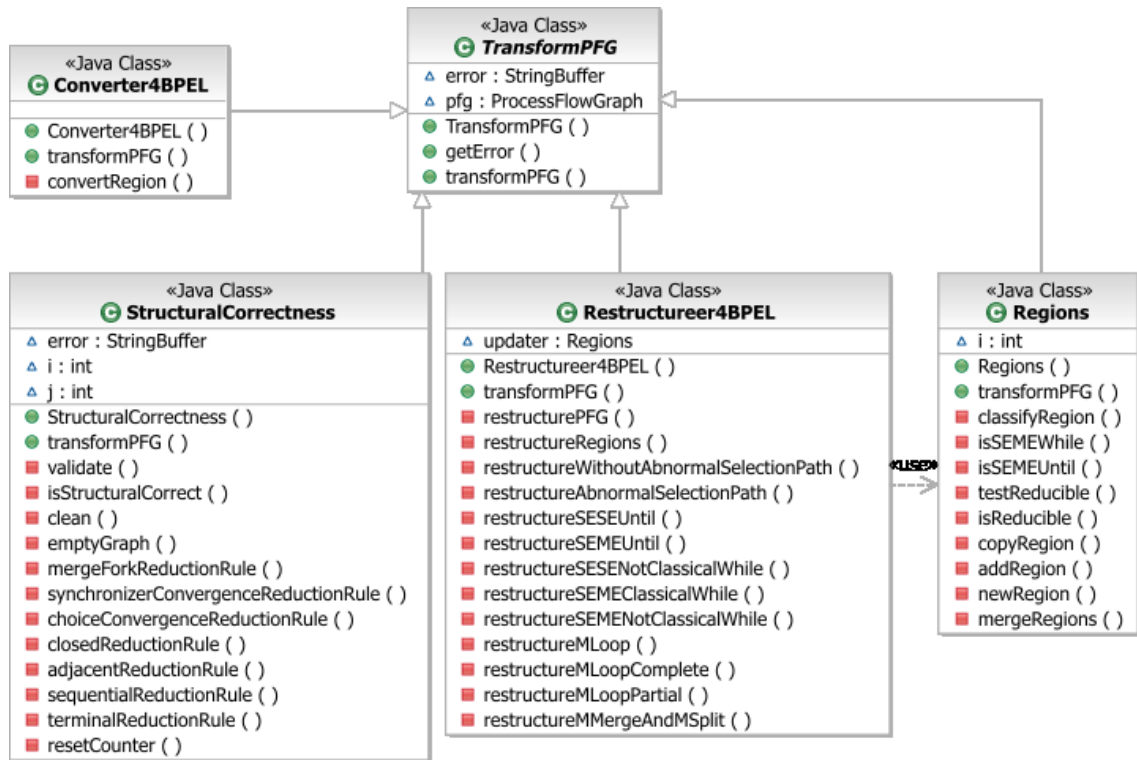 «Java Class»
Converter4BPEL
Converter4BPEL ( )
transformPFG ( )
convertRegion ( )
«Java Class»
TransformPFG
error : StringBuffer
pfg : ProcessFlowGraph
TransformPFG ( )
getError ( )
transformPFG ( )
«Java Class»
StructuralCorrectness
error : StringBuffer
i : int
j : int
StructuralCorrectness ( )
transformPFG ( )
validate ( )
isStructuralCorrect ( )
clean ( )
emptyGraph ( )
mergeForkReductionRule ( )
synchronizerConvergenceReductionRule ( )
choiceConvergenceReductionRule ( )
closedReductionRule ( )
adjacentReductionRule ( )
sequentialReductionRule ( )
terminalReductionRule ( )
resetCounter ( )
«Java Class»
Restructureer4BPEL
updater : Regions
Restructureer4BPEL ( )
transformPFG ( )
restructurePFG ( )
restructureRegions ( )
restructureWithoutAbnormalSelectionPath ( )
restructureAbnormalSelectionPath ( )
restructureSESEUntil ( )
restructureSEMEUntil ( )
restructureSESENotClassicalWhile ( )
restructureSEMEClassicalWhile ( )
restructureSEMENotClassicalWhile ( )
restructureMLoop ( )
restructureMLoopComplete ( )
restructureMLoopPartial ( )
restructureMMergeAndMSplit ( )
«use»
«Java Class»
Regions
i : int
Regions ( )
transformPFG ( )
classifyRegion ( )
isSEMEWhile ( )
isSEMEUntil ( )
testReducible ( )
isReducible ( )
copyRegion ( )
addRegion ( )
newRegion ( )
mergeRegions ( )